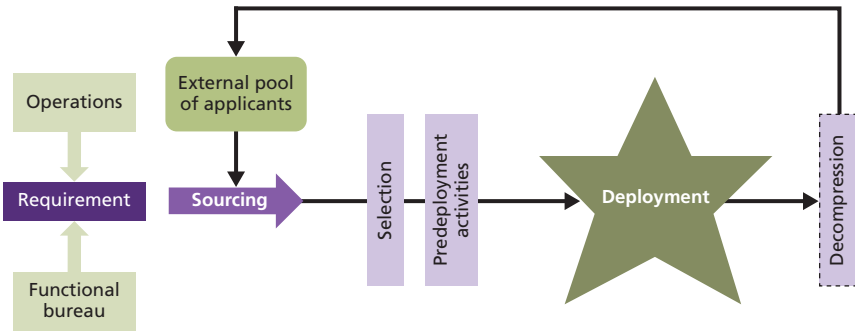 External pool
of applicants
Operations
Requirement
Sourcing
Selection
Predeployment
activities
Deployment
Decompression
Functional
bureau